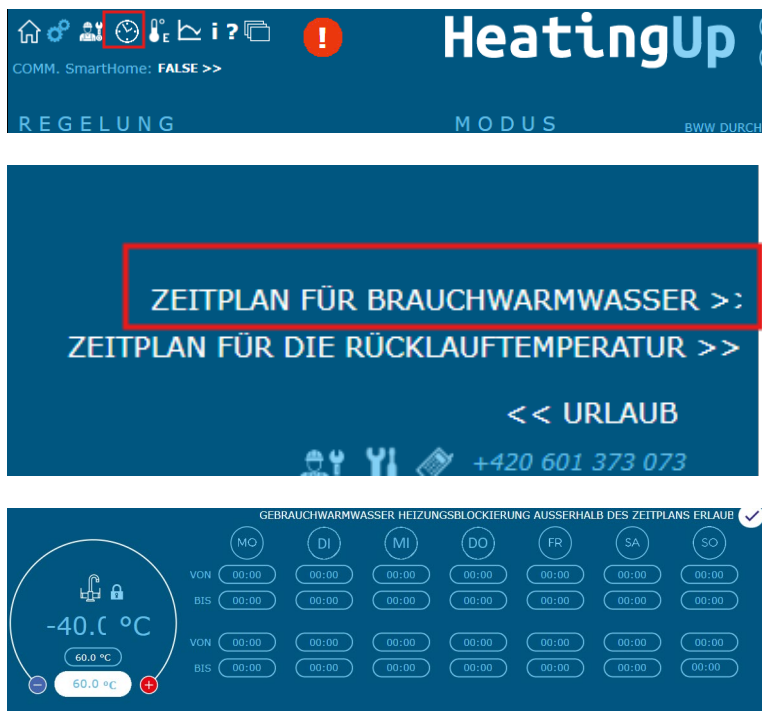 E i ? ! HeatingUp
COMM. SmartHome: FALSE >>
REGELUNG MODUS BWW DURCH
ZEITPLAN FÜR BRAUCHWARMWASSER >
ZEITPLAN FÜR DIE RÜCKLAUFTEMPERATUR >>
<< URLAUB
+420 601 373 073
GEBRAUCHWARMWASSER HEIZUNGSBLOCKIERUNG AUSSERHALB DES ZEITPLANS ERLAUB
MO DI MI DO FR SA SO
VON 00:00 00:00 00:00 00:00 00:00 00:00 00:00
BIS 00:00 00:00 00:00 00:00 00:00 00:00 00:00
-40.( °C
VON 00:00 00:00 00:00 00:00 00:00 00:00 00:00
60.0 °C
BIS 00:00 00:00 00:00 00:00 00:00 00:00 00:00
- 60.0 °C +